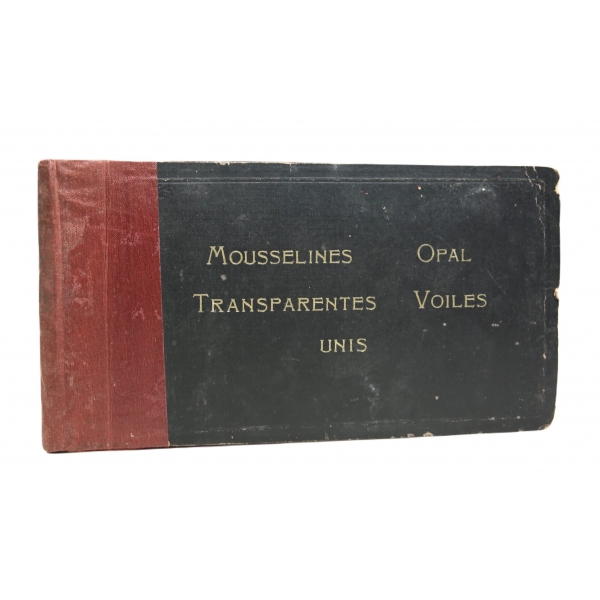 MOUSSELINES OPAL
TRANSPARENTES VOILES
UNIS